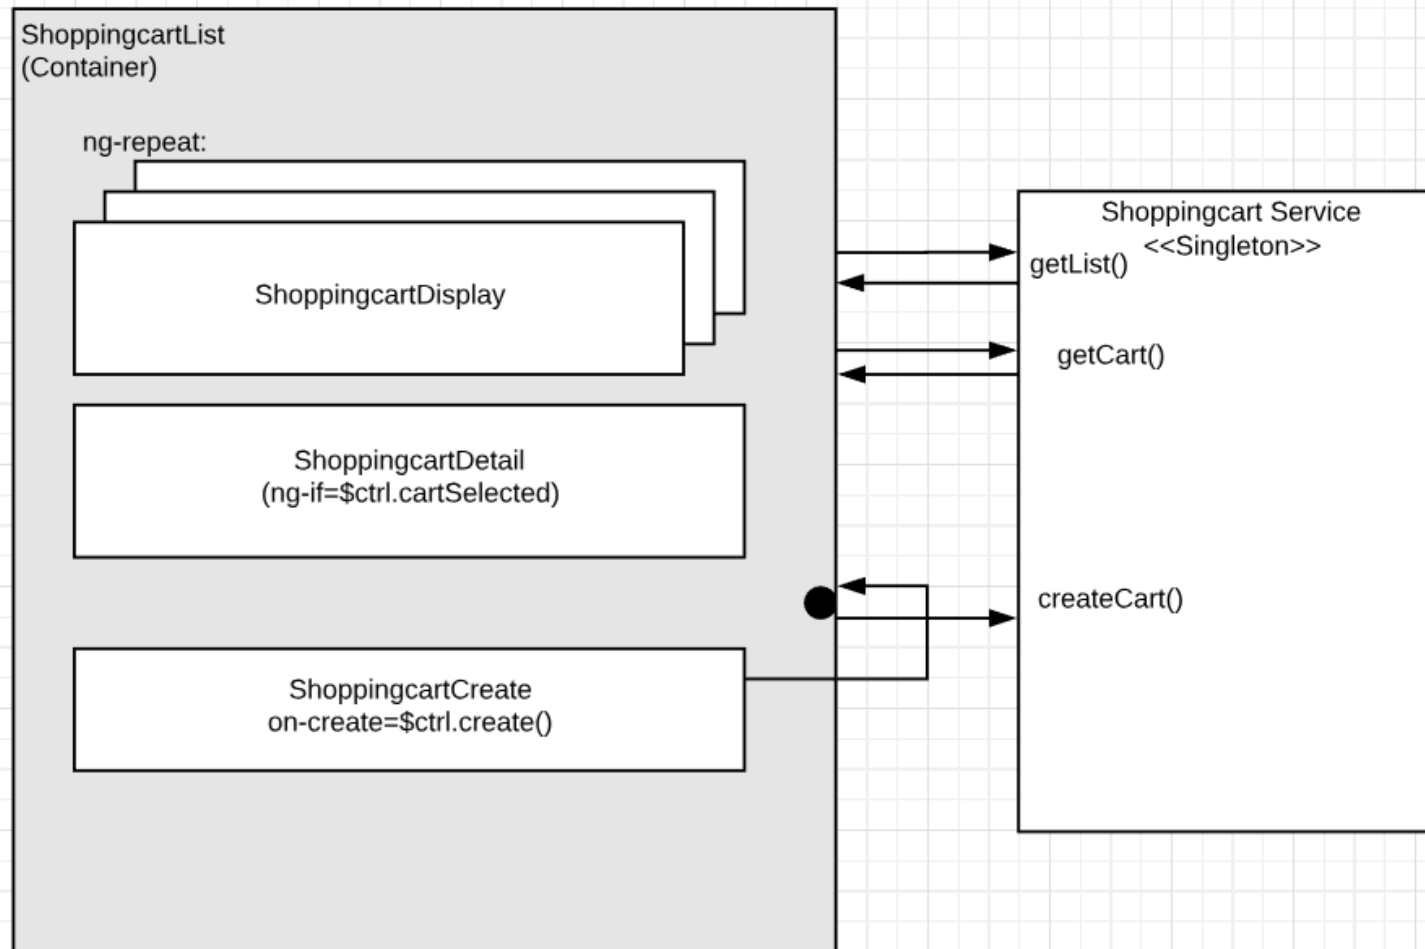 ShoppingcartList
(Container)
ng-repeat:
ShoppingcartDisplay
ShoppingcartDetail
(ng-if=$ctrl.cartSelected)
ShoppingcartCreate
on-create=$ctrl.create()
Shoppingcart Service
<<Singleton>>
getList()
getCart()
createCart()